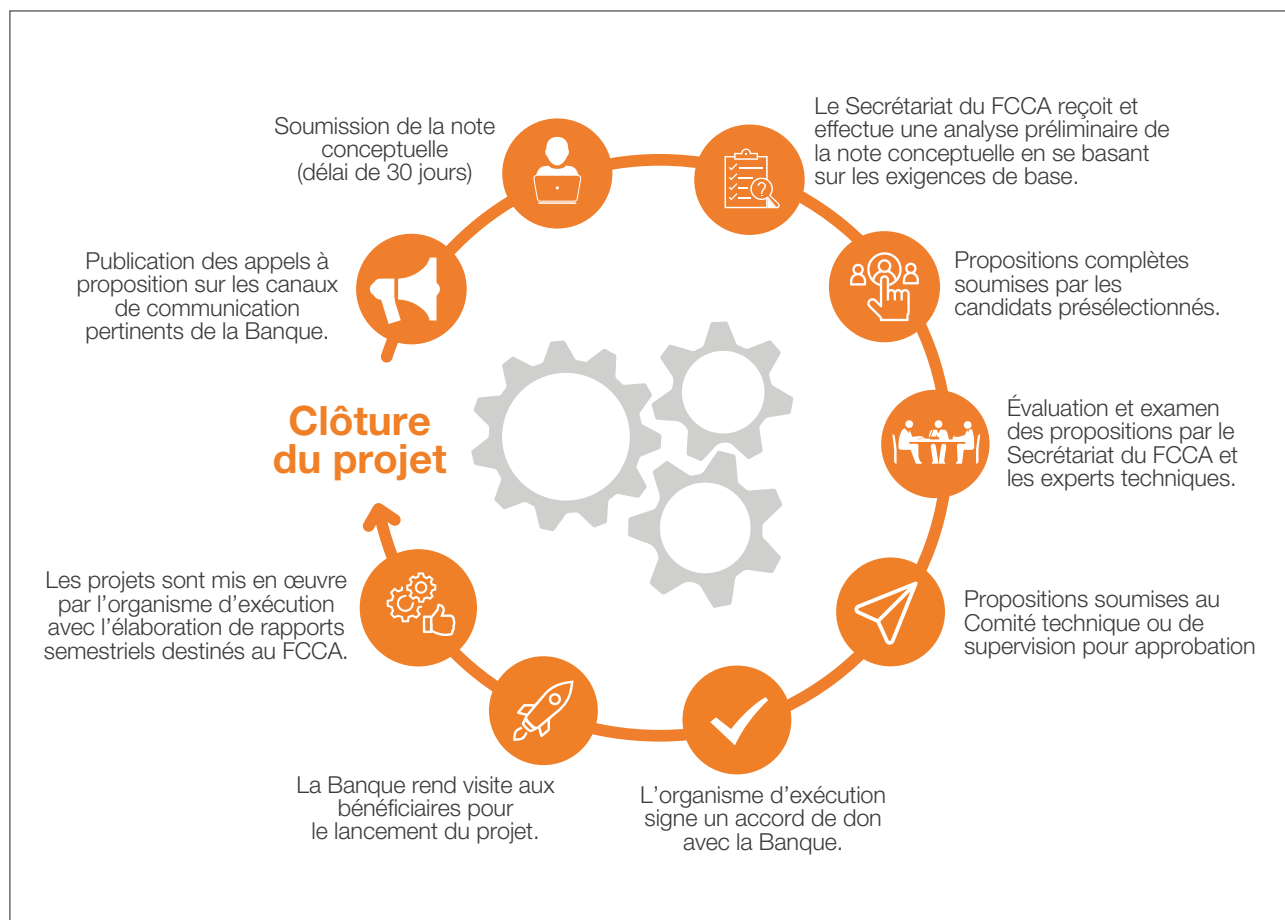 Publication des appels à
proposition sur les canaux
de communication
pertinents de la Banque.
Soumission de la note
conceptuelle
(délai de 30 jours)
Le Secrétariat du FCCA reçoit et
effectue une analyse préliminaire de
la note conceptuelle en se basant
sur les exigences de base.
Propositions complètes
soumises par les
candidats présélectionnés.
Évaluation et examen
des propositions par le
Secrétariat du FCCA et
les experts techniques.
Propositions soumises au
Comité technique ou de
supervision pour approbation
L’organisme d’exécution
signe un accord de don
avec la Banque.
La Banque rend visite aux
bénéficiaires pour
le lancement du projet.
Les projets sont mis en œuvre
par l’organisme d’exécution
avec l’élaboration de rapports
semestriels destinés au FCCA.
Clôture
du projet